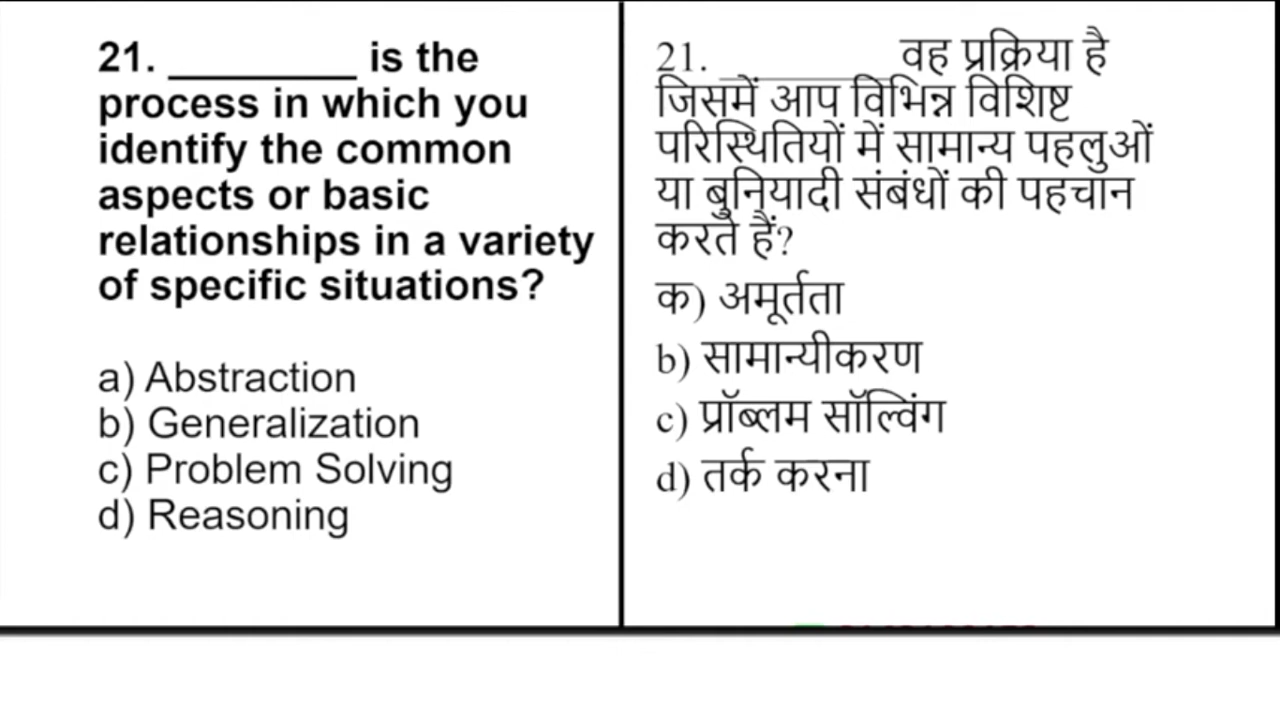 21. ________ is the
process in which you
identify the common
aspects or basic
relationships in a variety
of specific situations?
a) Abstraction
b) Generalization
c) Problem Solving
d) Reasoning
21. ________ वह प्रक्रिया है
जिसमें आप विभिन्न विशिष्ट
परिस्थितियों में सामान्य पहलुओं
या बुनियादी संबंधों की पहचान
करते हैं?
क) अमूर्तता
b) सामान्यीकरण
c) प्रॉब्लम सॉल्विंग
d) तर्क करना